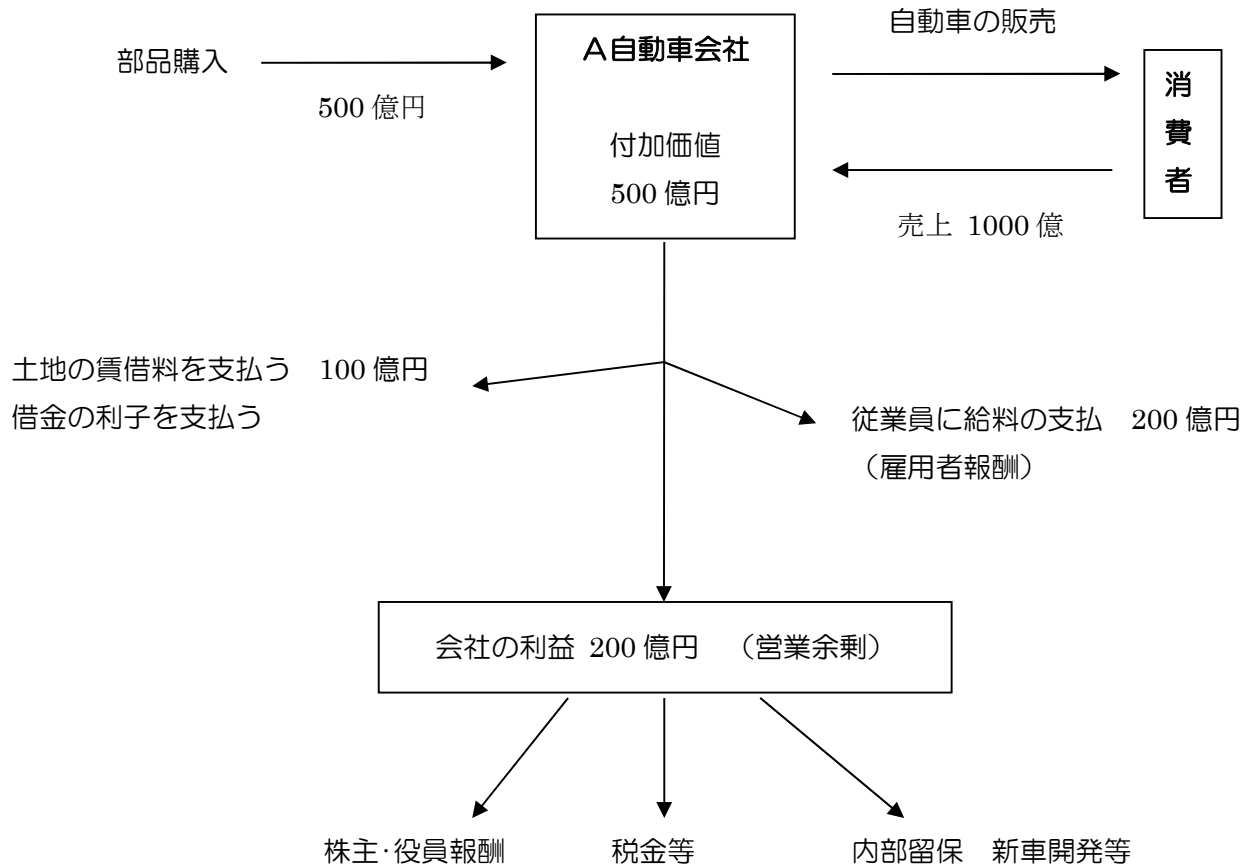 自動車の販売
A自動車会社
部品購入
500 億円
付加価値
500 億円
消費者
売上 1000 億
土地の賃借料を支払う 100 億円
借金の利子を支払う
従業員に給料の支払 200 億円
（雇用者報酬）
会社の利益 200 億円 （営業余剰）
株主･役員報酬
税金等
内部留保 新車開発等